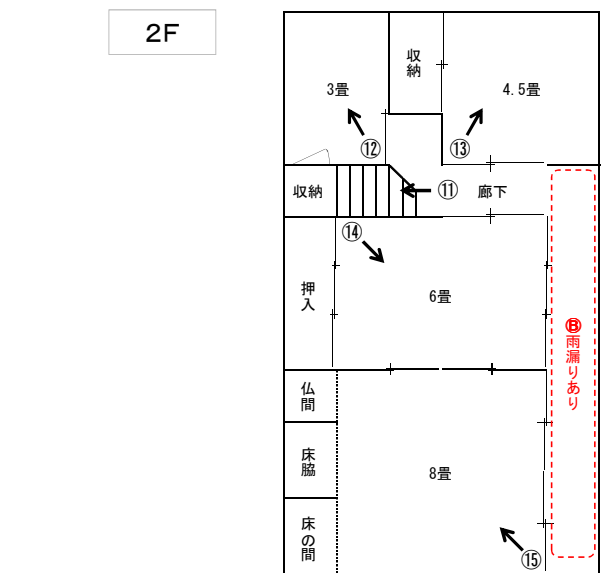 2F
収納
3畳
4.5畳
⑫
⑬
収納
⑪
廊下
⑭
押入
6畳
Ⓑ雨漏りあり
仏間
床脇
8畳
床の間
⑮